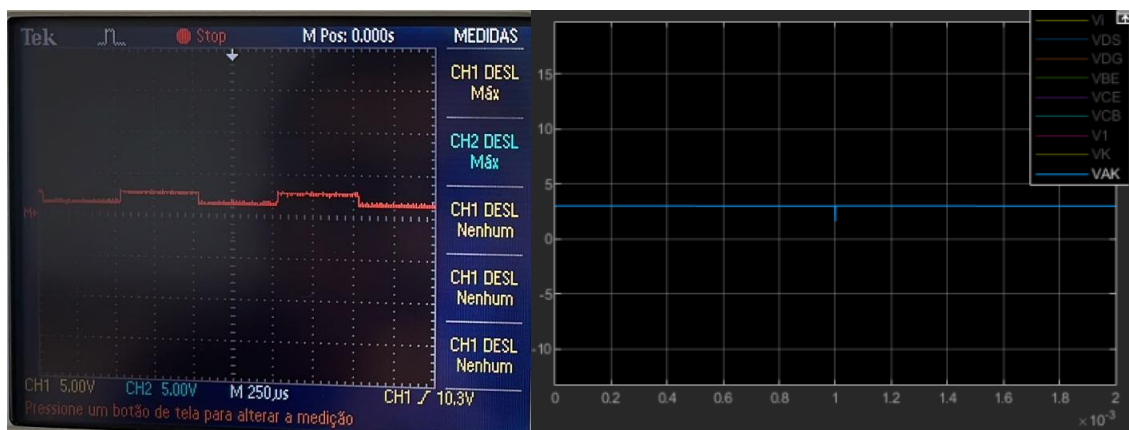 Tek Stop M Pos: 0.000s MEDIDAS
CH1 DESL
Máx
CH2 DESL
Máx
CH1 DESL
Nenhum
CH1 DESL
Nenhum
CH1 DESL
Nenhum
M
CH1 5.00V CH2 5.00V M 250µs CH1 10.3V
Pressione um botão de tela para alterar a medição
Vi
VDS
VDG
VBE
VCE
VCB
V1
VK
VAK
15
10
5
0
-5
-10
0 0.2 0.4 0.6 0.8 1 1.2 1.4 1.6 1.8 2
×10-3